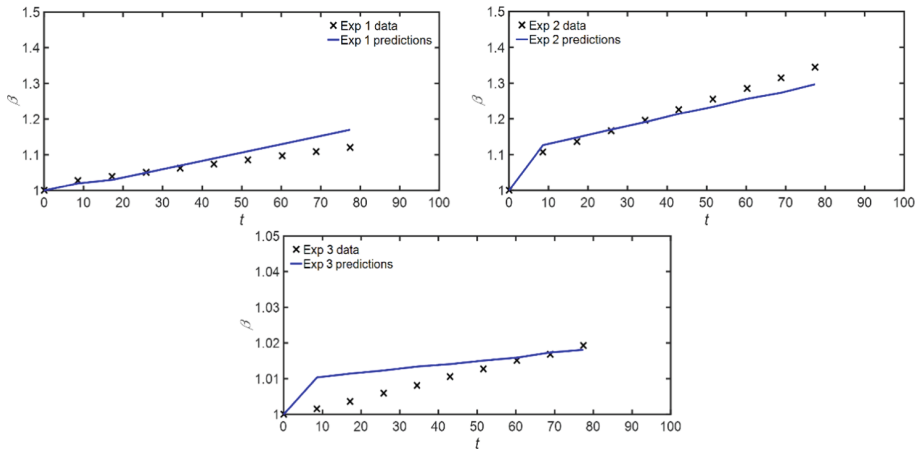 1.5
1.4
1.3
1.2
1.1
1
β
0 10 20 30 40 50 60 70 80 90 100
t
× Exp 1 data
Exp 1 predictions
1.5
1.4
1.3
1.2
1.1
1
β
0 10 20 30 40 50 60 70 80 90 100
t
× Exp 2 data
Exp 2 predictions
1.05
1.04
1.03
1.02
1.01
1
β
0 10 20 30 40 50 60 70 80 90 100
t
× Exp 3 data
Exp 3 predictions